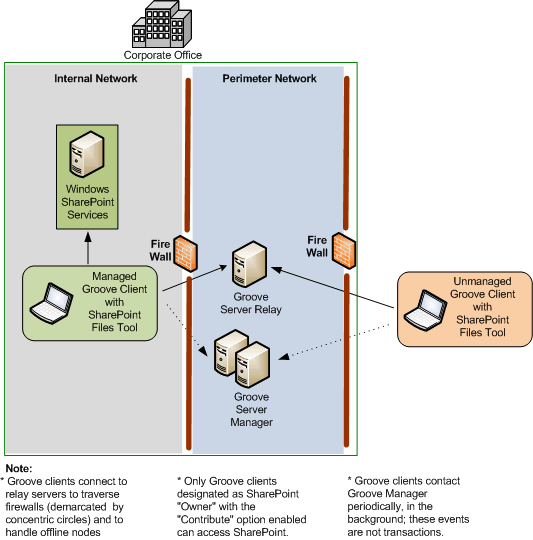 Corporate Office
Internal Network
Perimeter Network
Windows
SharePoint
Services
Fire
Wall
Fire
Wall
Managed
Groove Client
with
SharePoint
Files Tool
Groove
Server Relay
Unmanaged
Groove Client
with
SharePoint
Files Tool
Groove
Server
Manager
Note:
* Groove clients connect to
relay servers to traverse
firewalls (demarcated by
concentric circles) and to
handle offline nodes
* Only Groove clients
designated as SharePoint
"Owner" with the
"Contribute" option enabled
can access SharePoint.
* Groove clients contact
Groove Manager
periodically, in the
background; these events
are not transactions.